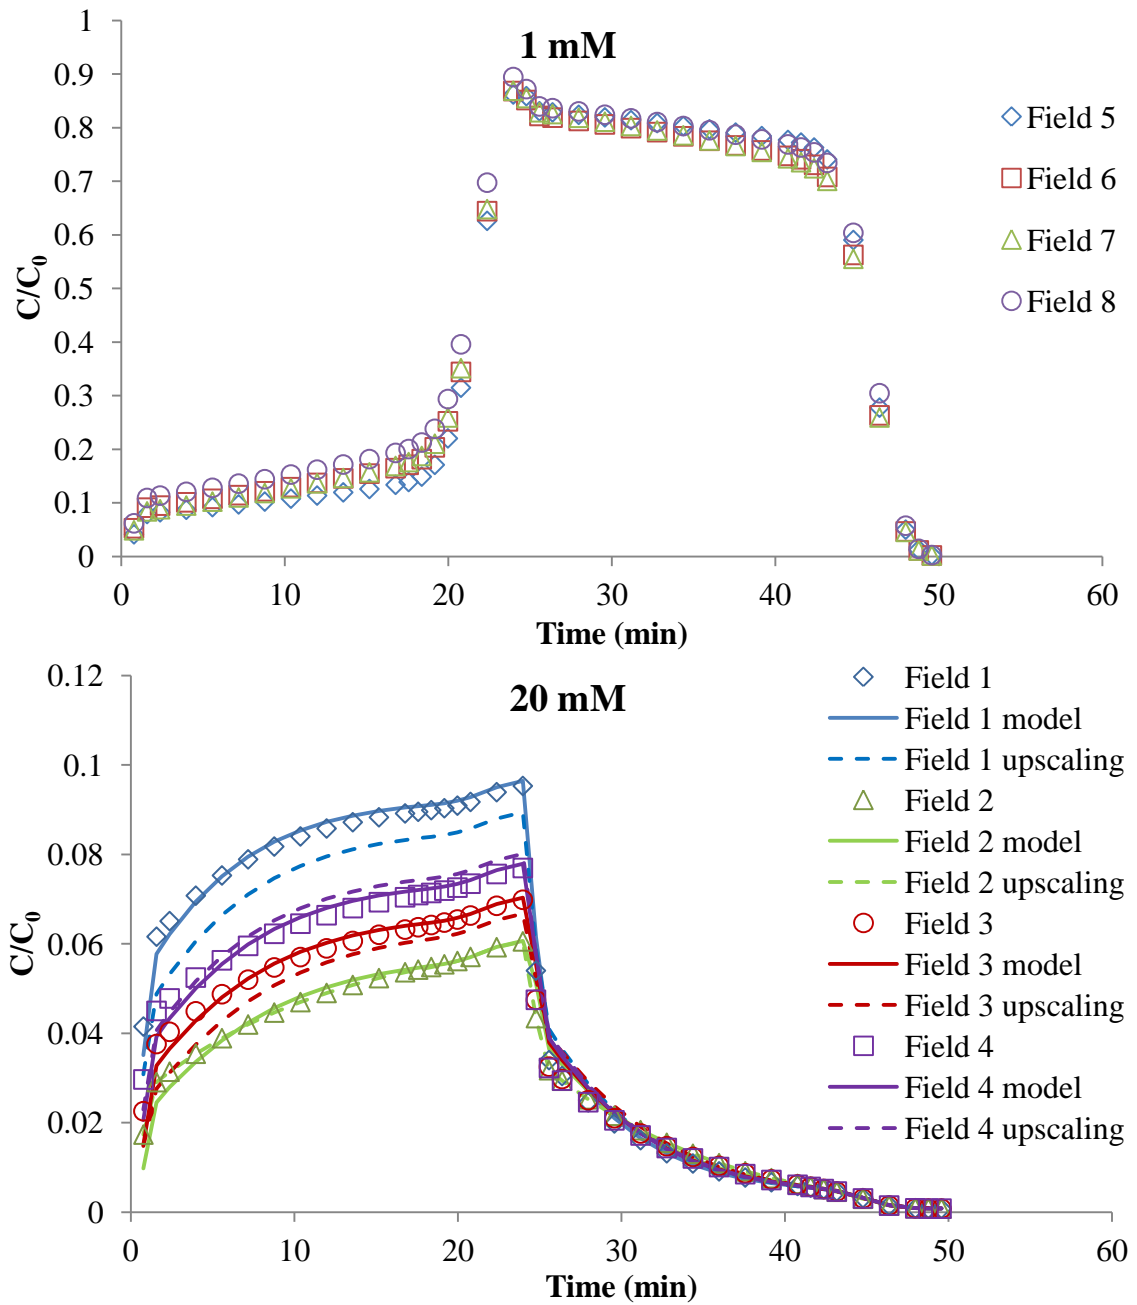 1 mM
1
0.9
0.8
0.7
0.6
0.5
0.4
0.3
0.2
0.1
0
C/C0
0 10 20 30 40 50 60
Time (min)
Field 5
Field 6
Field 7
Field 8
20 mM
0.12
0.1
0.08
0.06
0.04
0.02
0
C/C0
0 10 20 30 40 50 60
Time (min)
Field 1
Field 1 model
Field 1 upscaling
Field 2
Field 2 model
Field 2 upscaling
Field 3
Field 3 model
Field 3 upscaling
Field 4
Field 4 model
Field 4 upscaling